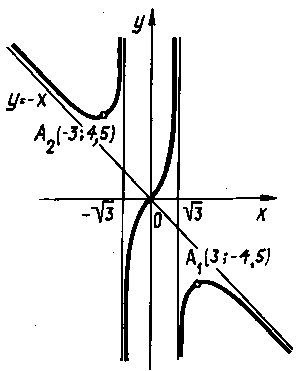 y
y=-x
A₂(-3; 4,5)
-√3
0
√3
x
A₁(3; -4,5)